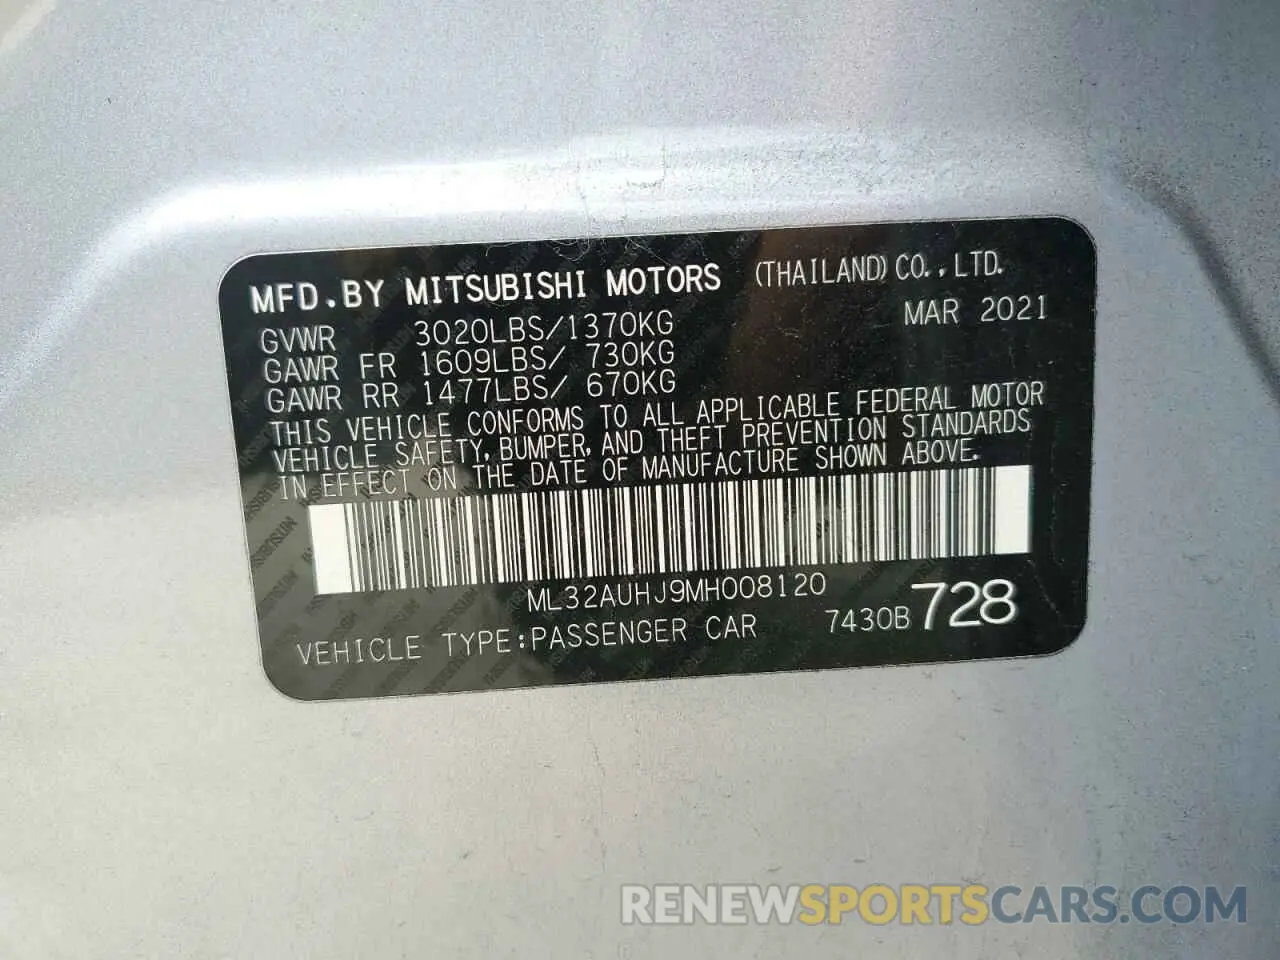 MFD.BY MITSUBISHI MOTORS (THAILAND) CO.,LTD.
GVWR 3020LBS/1370KG MAR 2021
GAWR FR 1609LBS/ 730KG
GAWR RR 1477LBS/ 670KG
THIS VEHICLE CONFORMS TO ALL APPLICABLE FEDERAL MOTOR
VEHICLE SAFETY, BUMPER, AND THEFT PREVENTION STANDARDS
IN EFFECT ON THE DATE OF MANUFACTURE SHOWN ABOVE.
ML32AUHJ9MH008120
VEHICLE TYPE:PASSENGER CAR 7430B 728
RENEWSPORTSCARS.COM